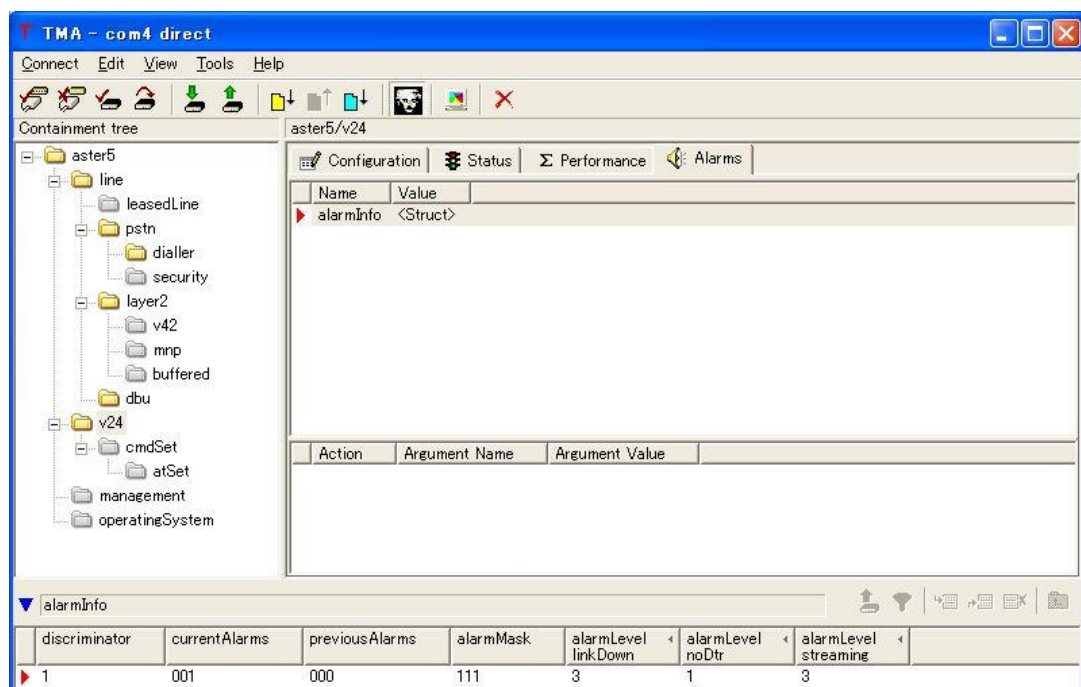 TMA - com4 direct
Connect Edit View Tools Help
Containment tree
aster5/v24
aster5
line
leasedLine
pstn
dialler
security
layer2
v42
mnp
buffered
dbu
v24
cmdSet
atSet
management
operatingSystem
Configuration Status Σ Performance Alarms
Name Value
alarmInfo <Struct>
Action Argument Name Argument Value
alarmInfo
discriminator currentAlarms previousAlarms alarmMask alarmLevel linkDown alarmLevel noDtr alarmLevel streaming
1 001 000 111 3 1 3